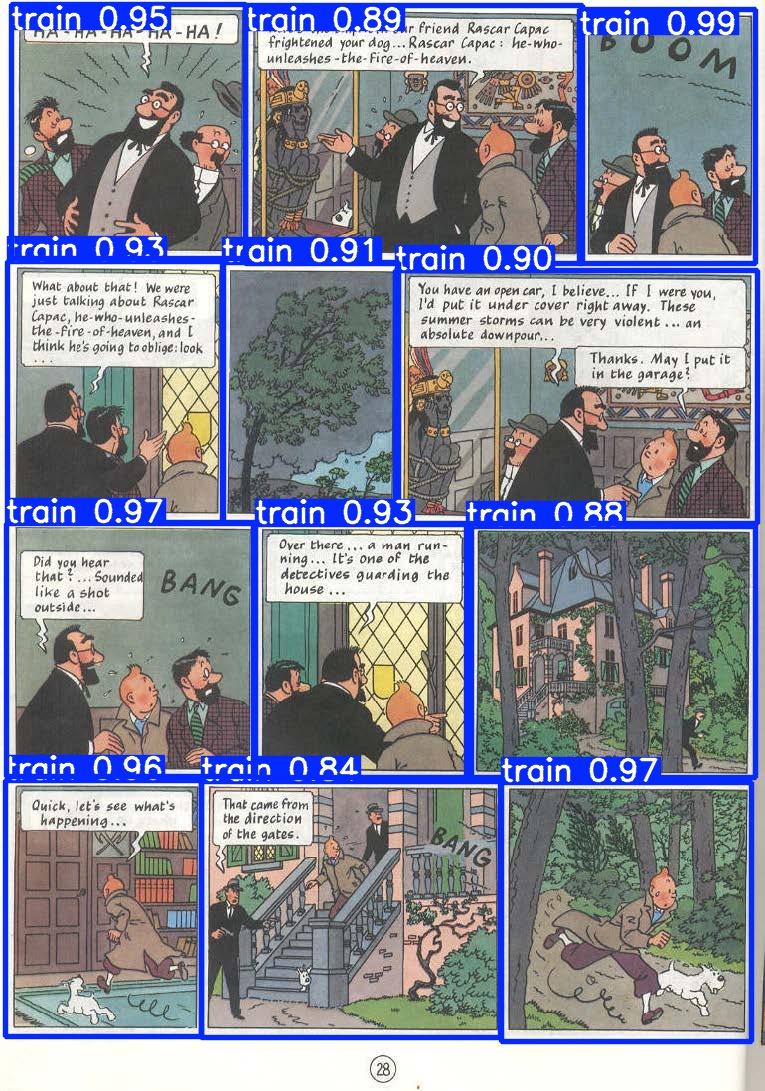 train 0.95
HA-HA-HA-HA-HA!
train 0.89
our friend Rascar Capac
frightened your dog... Rascar Capac: he-who-
unleashes-the-fire-of-heaven.
train 0.99
BOOM
train 0.93
What about that! We were
just talking about Rascar
Capac, he-who-unleashes-
the-fire-of-heaven, and I
think he's going to oblige: look
...
train 0.91
train 0.90
You have an open car, I believe... If I were you,
I'd put it under cover right away. These
summer storms can be very violent ... an
absolute downpour...
Thanks. May I put it
in the garage?
train 0.97
Did you hear
that? ... Sounded
like a shot
outside...
BANG
train 0.93
Over there ... a man run-
ning... It's one of the
detectives guarding the
house ...
train 0.88
train 0.96
Quick, let's see what's
happening...
train 0.84
That came from
the direction
of the gates.
BANG
train 0.97
28